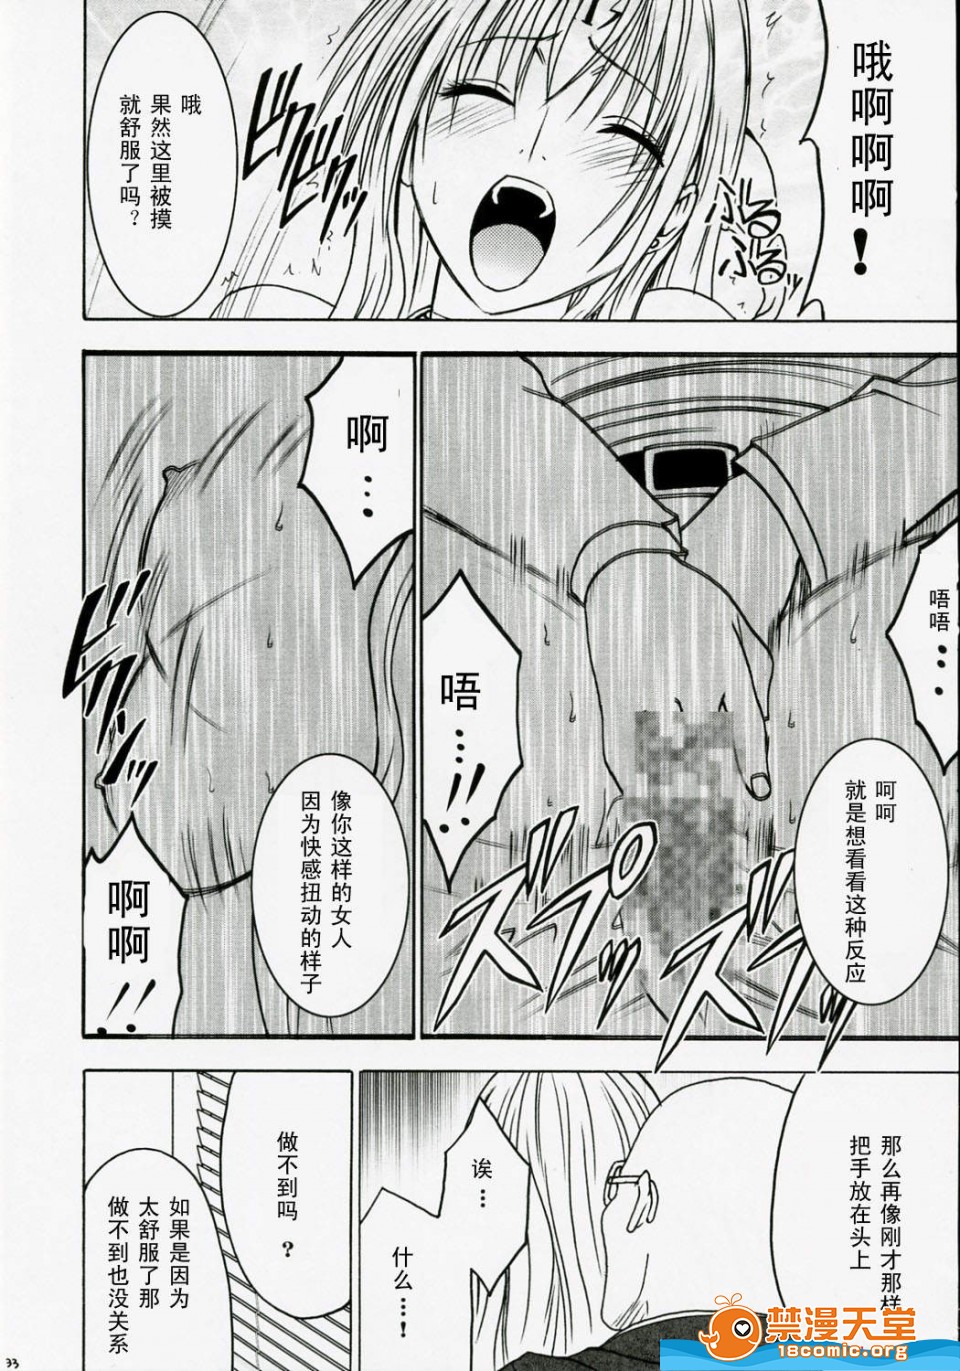 哦啊啊啊！
哦
果然这里被摸
就舒服了吗？
唔唔…
呵呵
就是想看看这种反应
唔…!!
ズプ
啊…
像你这样的女人
因为快感扭动的样子
啊啊…!!
那么再像刚才那样
把手放在头上
诶…
什么…！
做不到吗？
如果是因为
太舒服了那
做不到也没关系
33
禁漫天堂
18comic.org